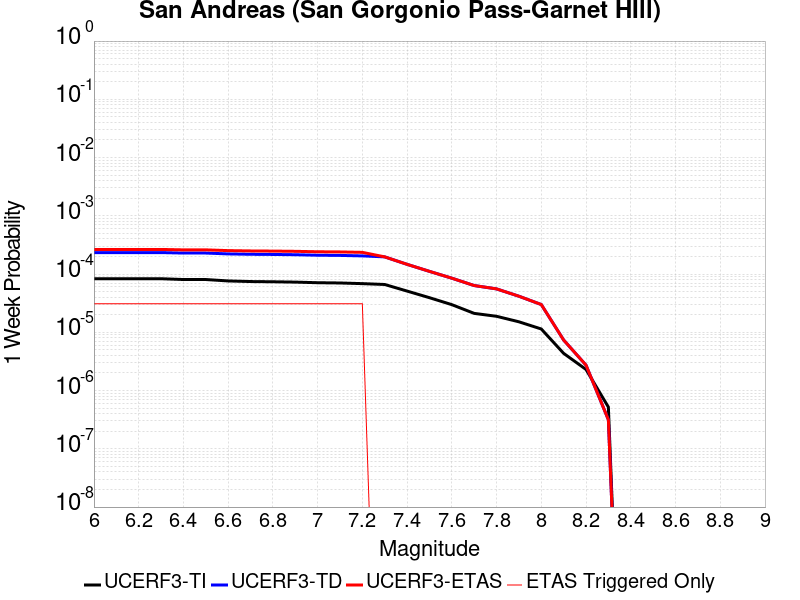 San Andreas (San Gorgonio Pass-Garnet HIll)
10^0
10^-1
10^-2
10^-3
10^-4
10^-5
10^-6
10^-7
10^-8
1 Week Probability
6 6.2 6.4 6.6 6.8 7 7.2 7.4 7.6 7.8 8 8.2 8.4 8.6 8.8 9
Magnitude
UCERF3-TI UCERF3-TD UCERF3-ETAS ETAS Triggered Only